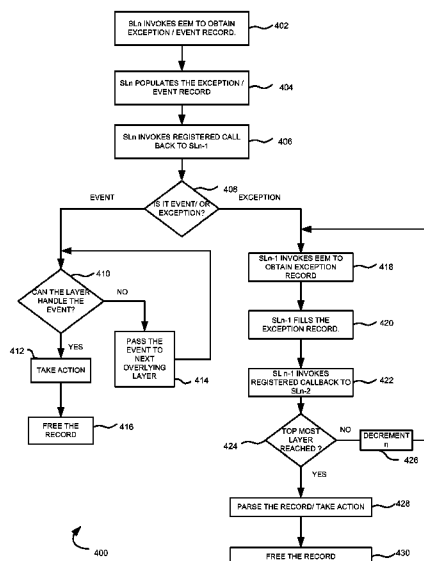 SLn INVOKES EEM TO OBTAIN
EXCEPTION / EVENT RECORD.
402
SLn POPULATES THE EXCEPTION /
EVENT RECORD
404
SLn INVOKES REGISTERED CALL
BACK TO SLn-1
406
408
IS IT EVENT/ OR
EXCEPTION?
EVENT
EXCEPTION
410
CAN THE LAYER
HANDLE THE
EVENT?
NO
YES
412
TAKE ACTION
PASS THE
EVENT TO
NEXT
OVERLYING
LAYER
414
FREE THE
RECORD
416
SLn-1 INVOKES EEM TO
OBTAIN EXCEPTION
RECORD
418
SLn-1 FILLS THE
EXCEPTION RECORD.
420
SL n-1 INVOKES
REGISTERED CALLBACK TO
SLn-2
422
424
TOP MOST
LAYER
REACHED ?
NO
DECREMENT
n
426
YES
PARSE THE RECORD/ TAKE ACTION
428
FREE THE RECORD
430
400